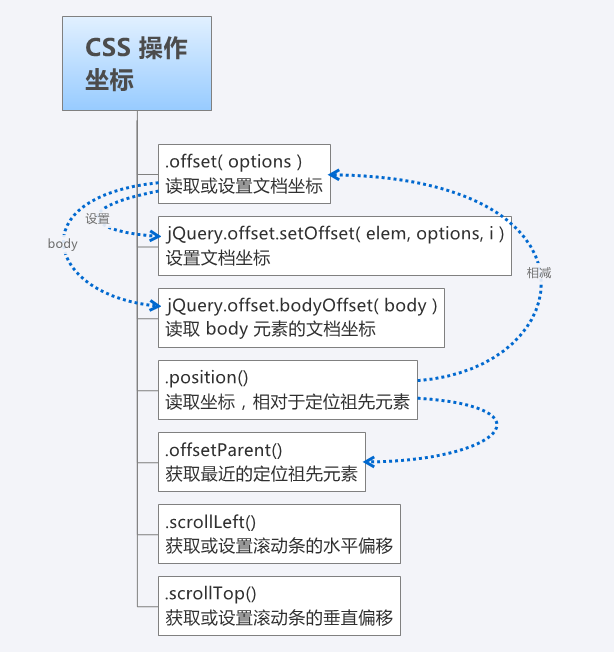 CSS 操作
坐标
.offset( options )
读取或设置文档坐标
设置
jQuery.offset.setOffset( elem, options, i )
设置文档坐标
body
相减
jQuery.offset.bodyOffset( body )
读取 body 元素的文档坐标
.position()
读取坐标，相对于定位祖先元素
.offsetParent()
获取最近的定位祖先元素
.scrollLeft()
获取或设置滚动条的水平偏移
.scrollTop()
获取或设置滚动条的垂直偏移